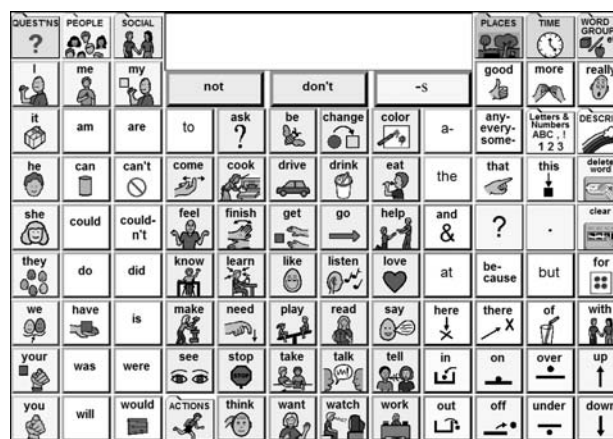 QUEST'NS PEOPLE SOCIAL PLACES TIME WORD GROUP
?
I me my not don't -s good more really
it am are to ask be change color a- any- every- some- Letters & Numbers DESCRI
? ABC , ! 1 2 3
he can can't come cook drive drink eat the that this delete word
she could could- n't feel finish get go help and ? . clear
&
they do did know learn like listen love at be- cause but for
we have is make need play read say here there of with
X X
your was were see stop take talk tell in on over up
STOP
you will would ACTIONS think want watch work out off under down